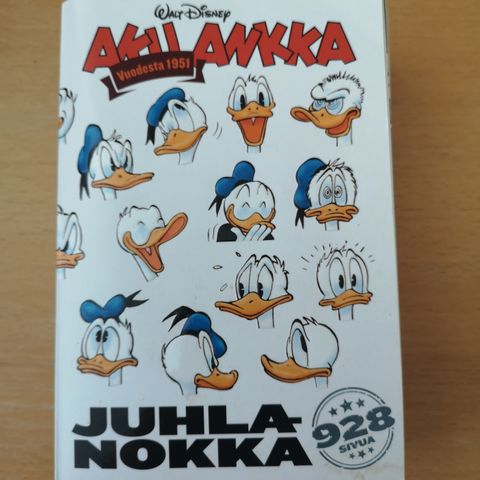 Walt Disney
AKU ANKKA
Vuodesta 1951
JUHLA-
NOKKA
928
SIVUA